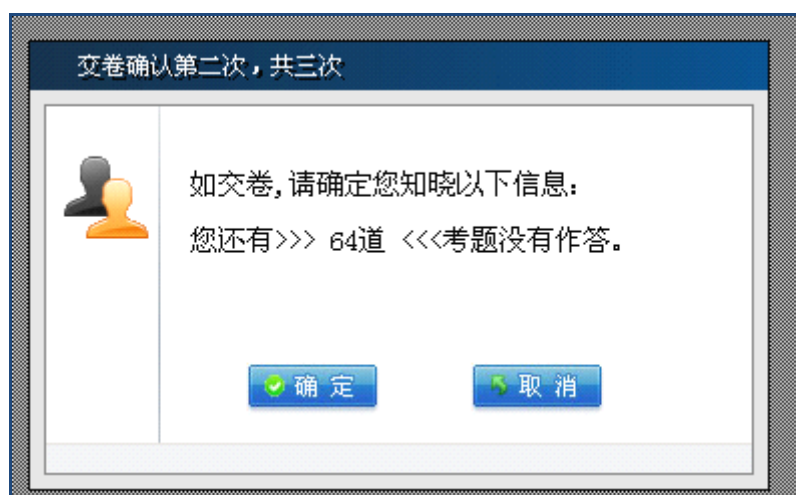 交卷确认第二次，共三次
如交卷,请确定您知晓以下信息:
您还有>>> 64道 <<<考题没有作答。
确 定
取 消